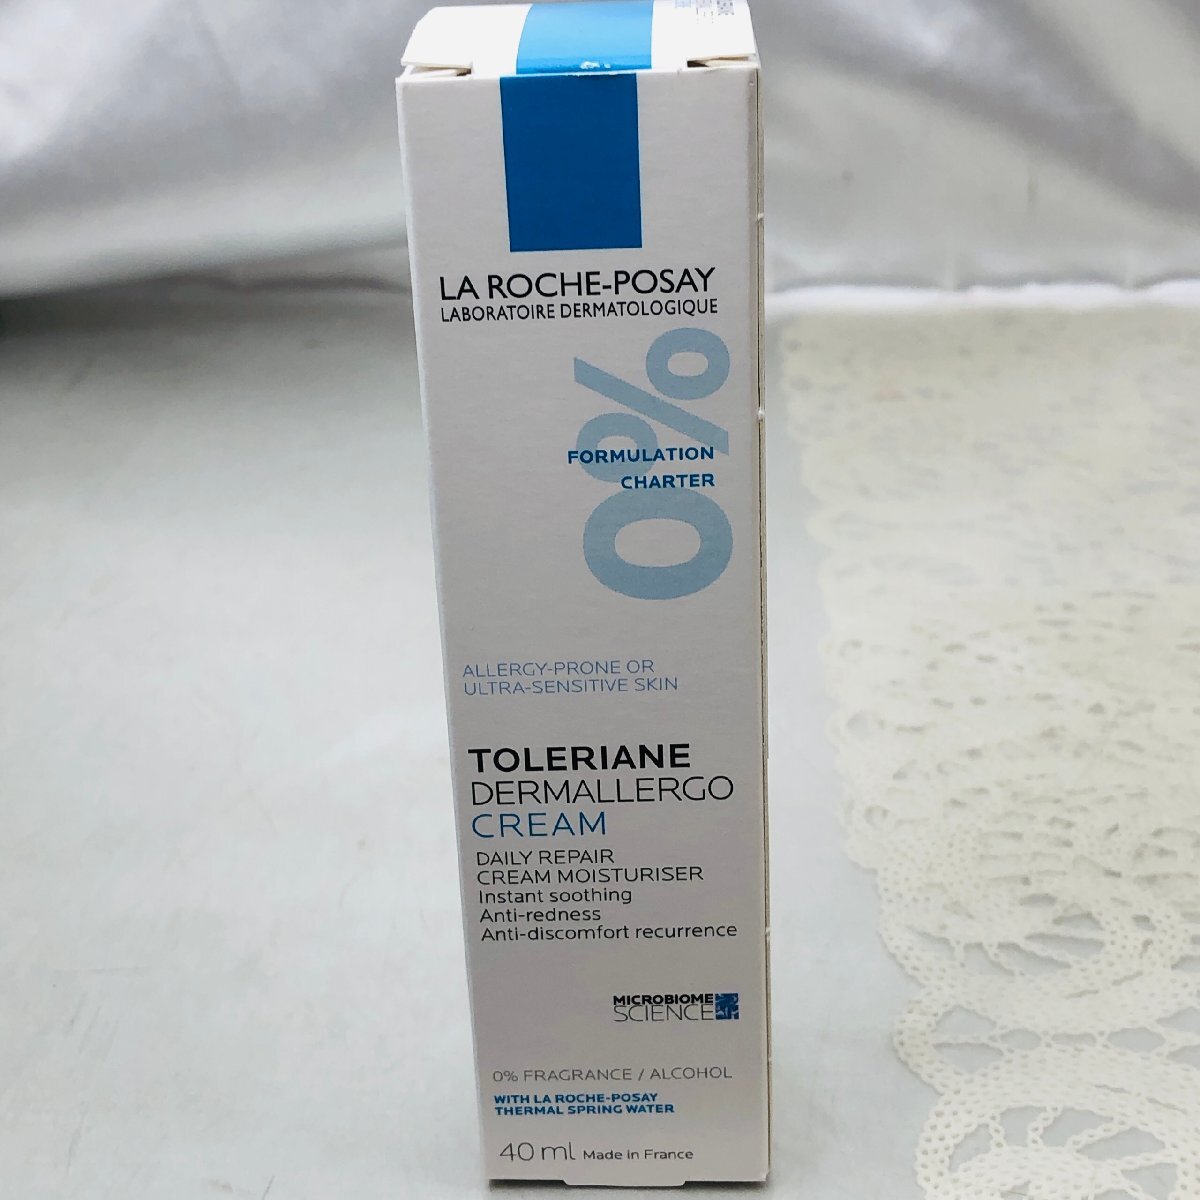 LA ROCHE-POSAY
LABORATOIRE DERMATOLOGIQUE
0%
FORMULATION
CHARTER
ALLERGY-PRONE OR
ULTRA-SENSITIVE SKIN
TOLERIANE
DERMALLERGO
CREAM
DAILY REPAIR
CREAM MOISTURISER
Instant soothing
Anti-redness
Anti-discomfort recurrence
MICROBIOME
SCIENCE
0% FRAGRANCE / ALCOHOL
WITH LA ROCHE-POSAY
THERMAL SPRING WATER
40 ml Made in France